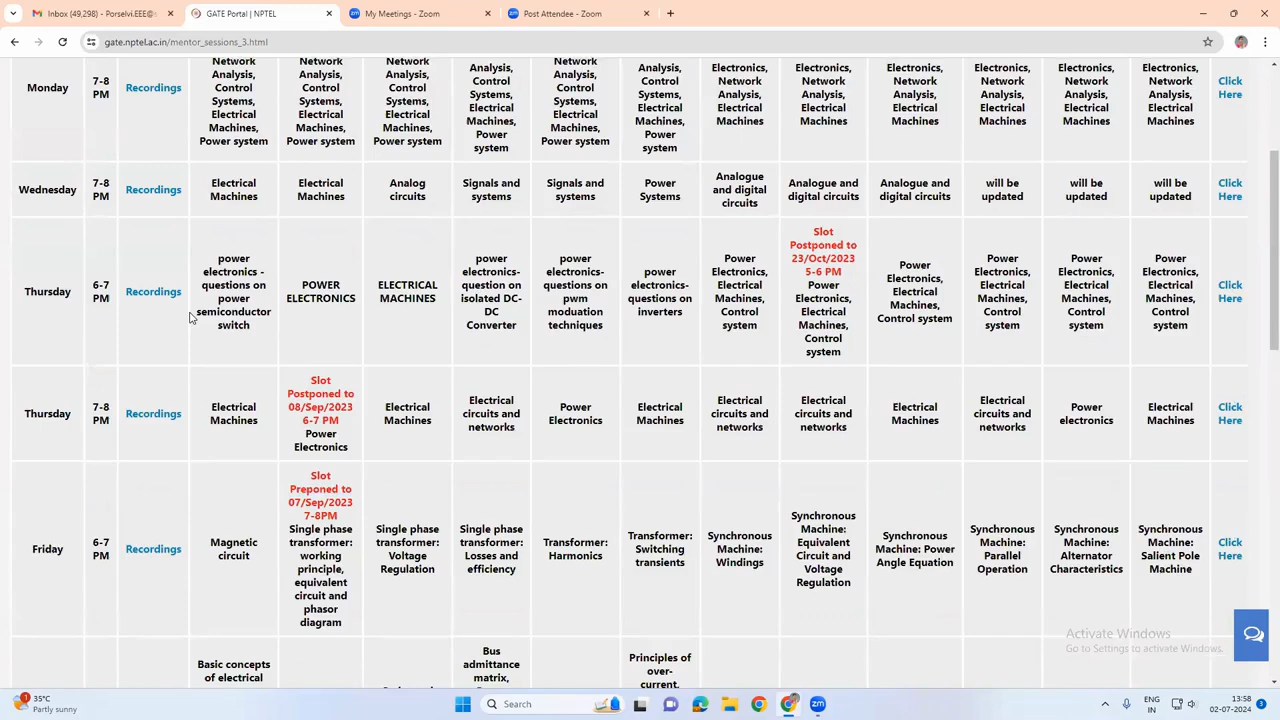 Inbox (49,298) - Porselvi.EEE@s
GATE Portal | NPTEL
My Meetings - Zoom
Post Attendee - Zoom
gate.nptel.ac.in/mentor_sessions_3.html
Monday
7-8
PM
Recordings
Network
Analysis,
Control
Systems,
Electrical
Machines,
Power system
Network
Analysis,
Control
Systems,
Electrical
Machines,
Power system
Network
Analysis,
Control
Systems,
Electrical
Machines,
Power system
Analysis,
Control
Systems,
Electrical
Machines,
Power
system
Network
Analysis,
Control
Systems,
Electrical
Machines,
Power system
Analysis,
Control
Systems,
Electrical
Machines,
Power
system
Electronics,
Network
Analysis,
Electrical
Machines
Electronics,
Network
Analysis,
Electrical
Machines
Electronics,
Network
Analysis,
Electrical
Machines
Electronics,
Network
Analysis,
Electrical
Machines
Electronics,
Network
Analysis,
Electrical
Machines
Electronics,
Network
Analysis,
Electrical
Machines
Click
Here
Wednesday
7-8
PM
Recordings
Electrical
Machines
Electrical
Machines
Analog
circuits
Signals and
systems
Signals and
systems
Power
Systems
Analogue
and digital
circuits
Analogue and
digital circuits
Analogue and
digital circuits
will be
updated
will be
updated
will be
updated
Click
Here
Thursday
6-7
PM
Recordings
power
electronics -
questions on
power
semiconductor
switch
POWER
ELECTRONICS
ELECTRICAL
MACHINES
power
electronics-
question on
isolated DC-
DC
Converter
power
electronics-
questions on
pwm
moduation
techniques
power
electronics-
questions on
inverters
Power
Electronics,
Electrical
Machines,
Control
system
Slot
Postponed to
23/Oct/2023
5-6 PM
Power
Electronics,
Electrical
Machines,
Control
system
Power
Electronics,
Electrical
Machines,
Control system
Power
Electronics,
Electrical
Machines,
Control
system
Power
Electronics,
Electrical
Machines,
Control
system
Power
Electronics,
Electrical
Machines,
Control
system
Click
Here
Thursday
7-8
PM
Recordings
Electrical
Machines
Slot
Postponed to
08/Sep/2023
6-7 PM
Power
Electronics
Electrical
Machines
Electrical
circuits and
networks
Power
Electronics
Electrical
Machines
Electrical
circuits and
networks
Electrical
circuits and
networks
Electrical
Machines
Electrical
circuits and
networks
Power
electronics
Electrical
Machines
Click
Here
Friday
6-7
PM
Recordings
Magnetic
circuit
Slot
Preponed to
07/Sep/2023
7-8PM
Single phase
transformer:
working
principle,
equivalent
circuit and
phasor
diagram
Single phase
transformer:
Voltage
Regulation
Single phase
transformer:
Losses and
efficiency
Transformer:
Harmonics
Transformer:
Switching
transients
Synchronous
Machine:
Windings
Synchronous
Machine:
Equivalent
Circuit and
Voltage
Regulation
Synchronous
Machine: Power
Angle Equation
Synchronous
Machine:
Parallel
Operation
Synchronous
Machine:
Alternator
Characteristics
Synchronous
Machine:
Salient Pole
Machine
Click
Here
Basic concepts
of electrical
Bus
admittance
matrix,
Principles of
over-
current,
Activate Windows
Go to Settings to activate Windows.
35°C
Partly sunny
Search
ENG
IN
13:58
02-07-2024